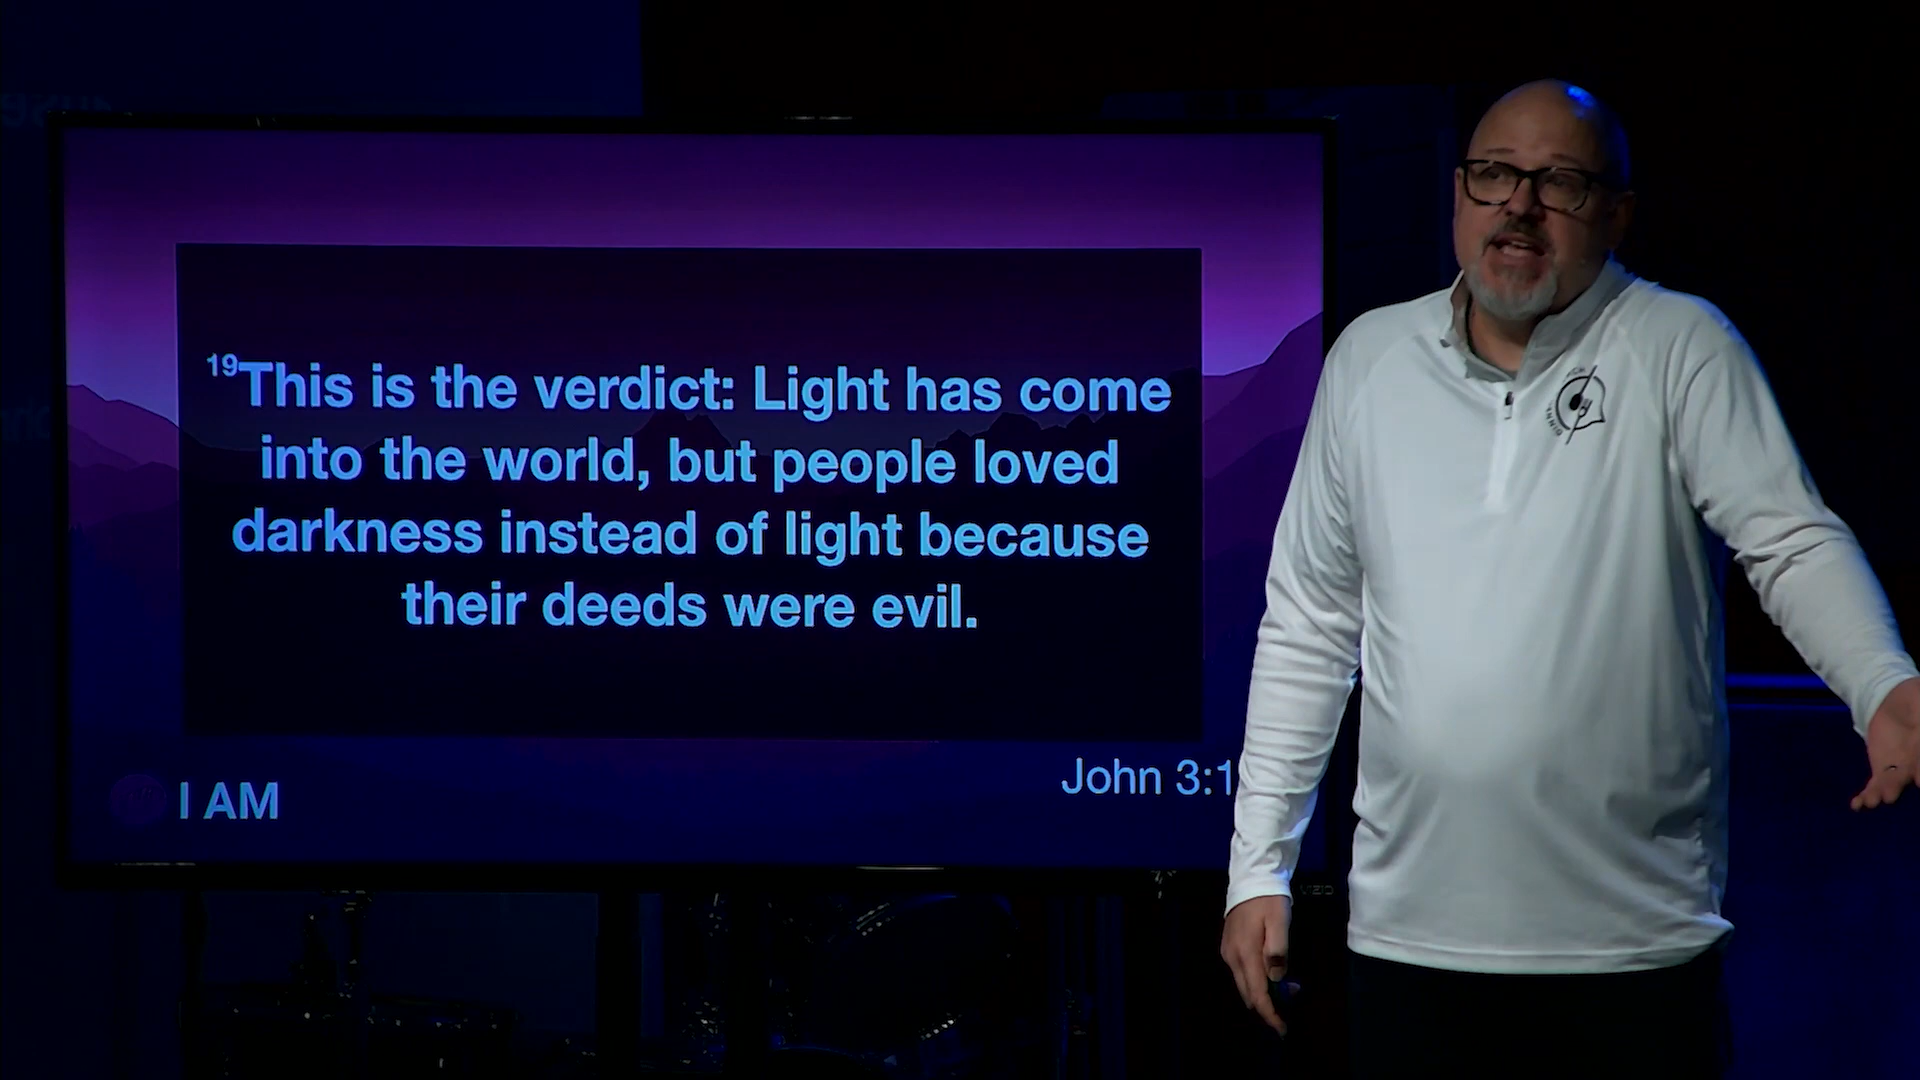 ¹⁹This is the verdict: Light has come
into the world, but people loved
darkness instead of light because
their deeds were evil.
John 3:1
I AM
VIZIO